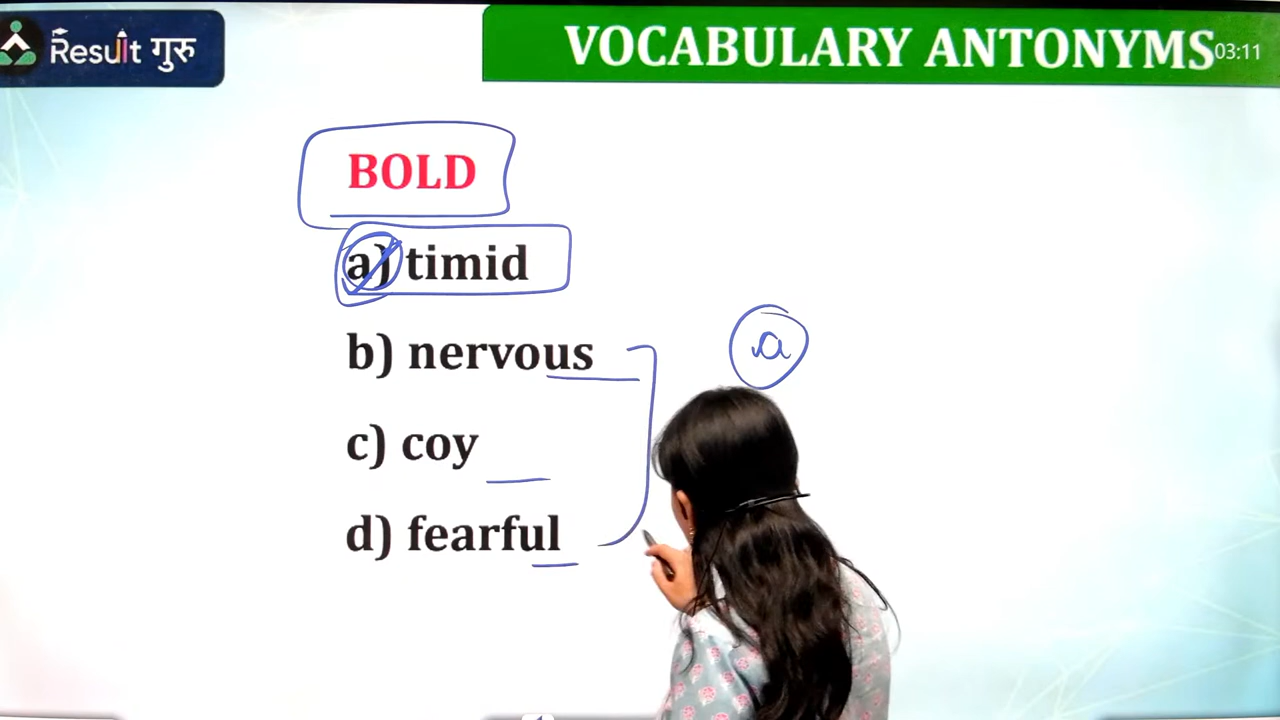 Result गुरु
VOCABULARY ANTONYMS
03:11
BOLD
a) timid
b) nervous
a
c) coy
d) fearful